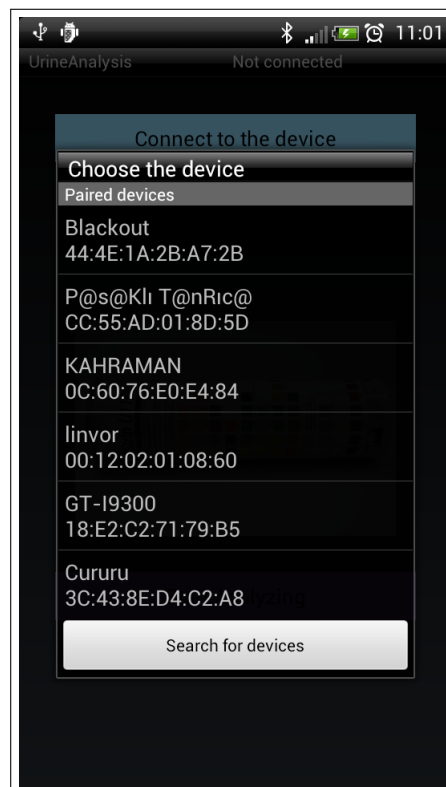 11:01
UrineAnalysis Not connected
Connect to the device
Choose the device
Paired devices
Blackout
44:4E:1A:2B:A7:2B
P@s@Klı T@nRıc@
CC:55:AD:01:8D:5D
KAHRAMAN
0C:60:76:E0:E4:84
linvor
00:12:02:01:08:60
GT-I9300
18:E2:C2:71:79:B5
Cururu
3C:43:8E:D4:C2:A8
Search for devices